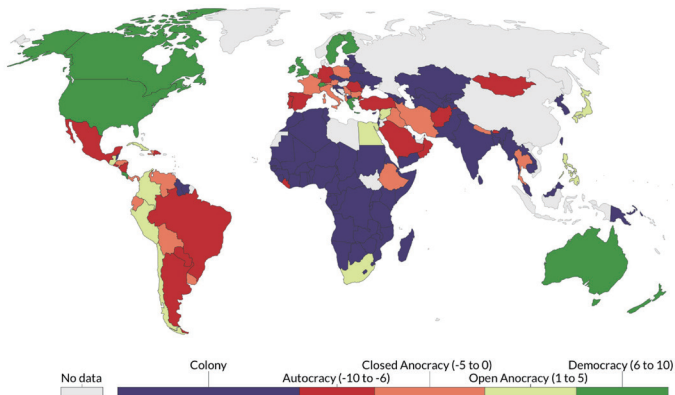 Colony
Closed Anocracy (-5 to 0)
Democracy (6 to 10)
No data
Autocracy (-10 to -6)
Open Anocracy (1 to 5)